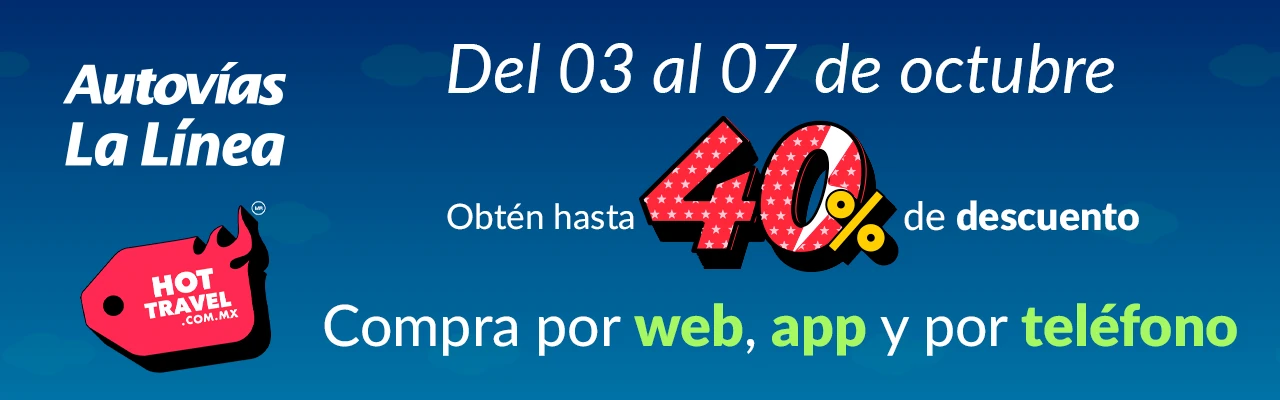 Autovías
La Línea
Del 03 al 07 de octubre
Obtén hasta 40% de descuento
HOT
TRAVEL
.COM.MX
Compra por web, app y por teléfono